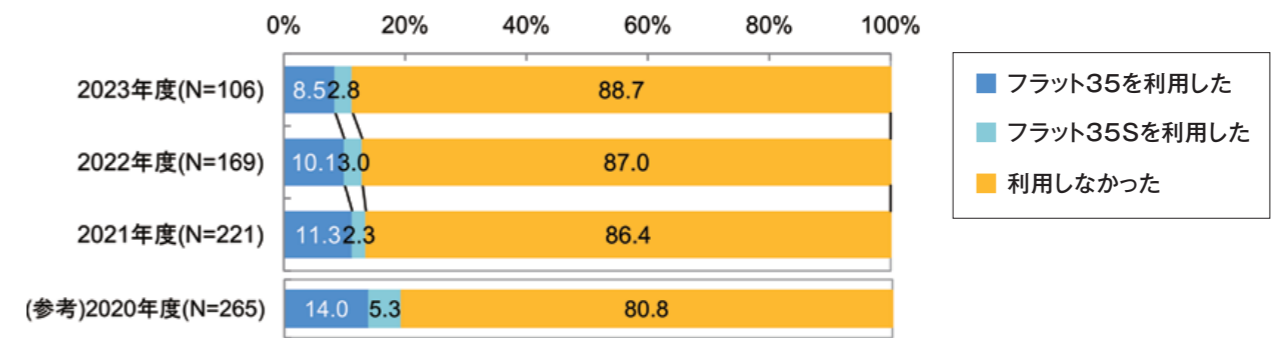 0% 20% 40% 60% 80% 100%
2023年度(N=106) 8.5 2.8 88.7
2022年度(N=169) 10.1 3.0 87.0
2021年度(N=221) 11.3 2.3 86.4
(参考)2020年度(N=265) 14.0 5.3 80.8
フラット35を利用した
フラット35Sを利用した
利用しなかった